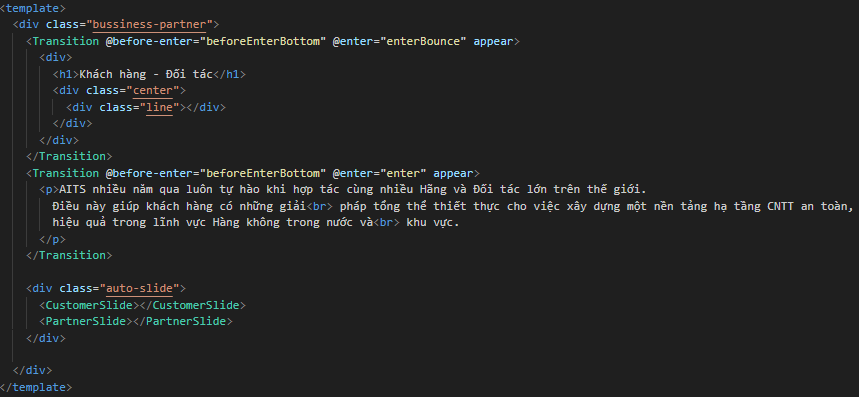 <template>
<div class="bussiness-partner">
<Transition @before-enter="beforeEnterBottom" @enter="enterBounce" appear>
<div>
<h1>Khách hàng - Đối tác</h1>
<div class="center">
<div class="line"></div>
</div>
</div>
</Transition>
<Transition @before-enter="beforeEnterBottom" @enter="enter" appear>
<p>AITS nhiều năm qua luôn tự hào khi hợp tác cùng nhiều Hãng và Đối tác lớn trên thế giới.
Điều này giúp khách hàng có những giải<br> pháp tổng thể thiết thực cho việc xây dựng một nền tảng hạ tầng CNTT an toàn,
hiệu quả trong lĩnh vực Hàng không trong nước và<br> khu vực.
</p>
</Transition>
<div class="auto-slide">
<CustomerSlide></CustomerSlide>
<PartnerSlide></PartnerSlide>
</div>
</div>
</template>